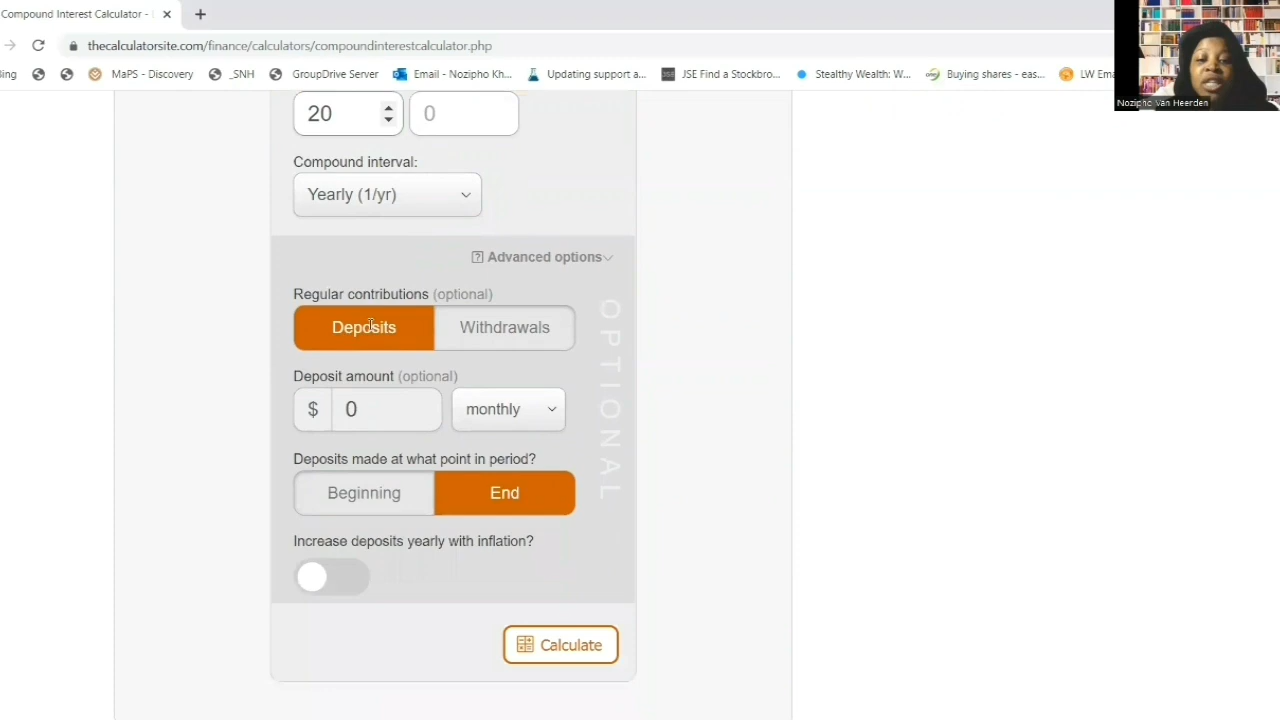 Compound Interest Calculator -
thecalculatorsite.com/finance/calculators/compoundinterestcalculator.php
ing MaPS - Discovery _SNH GroupDrive Server Email - Nozipho Kh... Updating support a... JSE Find a Stockbro... Stealthy Wealth: W... Buying shares - eas... LW Ema
Nozipho Van Heerden
20 0
Compound interval:
Yearly (1/yr)
Advanced options
Regular contributions (optional)
Deposits Withdrawals
Deposit amount (optional)
$ 0 monthly
Deposits made at what point in period?
Beginning End
Increase deposits yearly with inflation?
OPTIONAL
Calculate